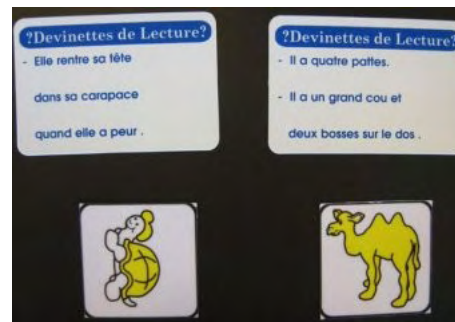 ?Devinettes de Lecture?
- Elle rentre sa tête
dans sa carapace
quand elle a peur .
?Devinettes de Lecture?
- Il a quatre pattes.
- Il a un grand cou et
deux bosses sur le dos .